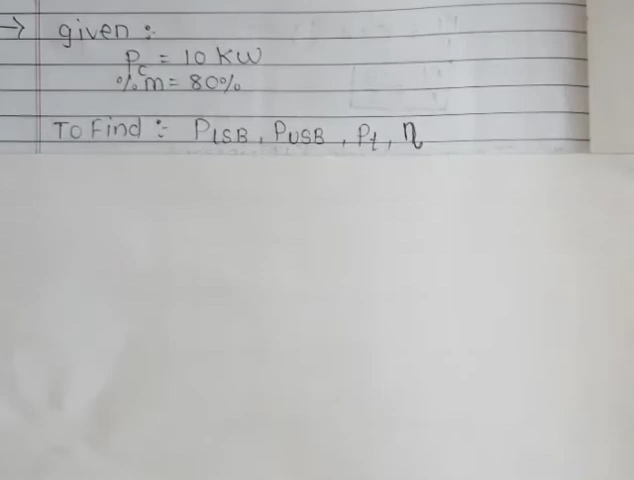 → given :
Pc = 10 KW
% m = 80%
To Find :- PLSB, PUSB, Pt, η